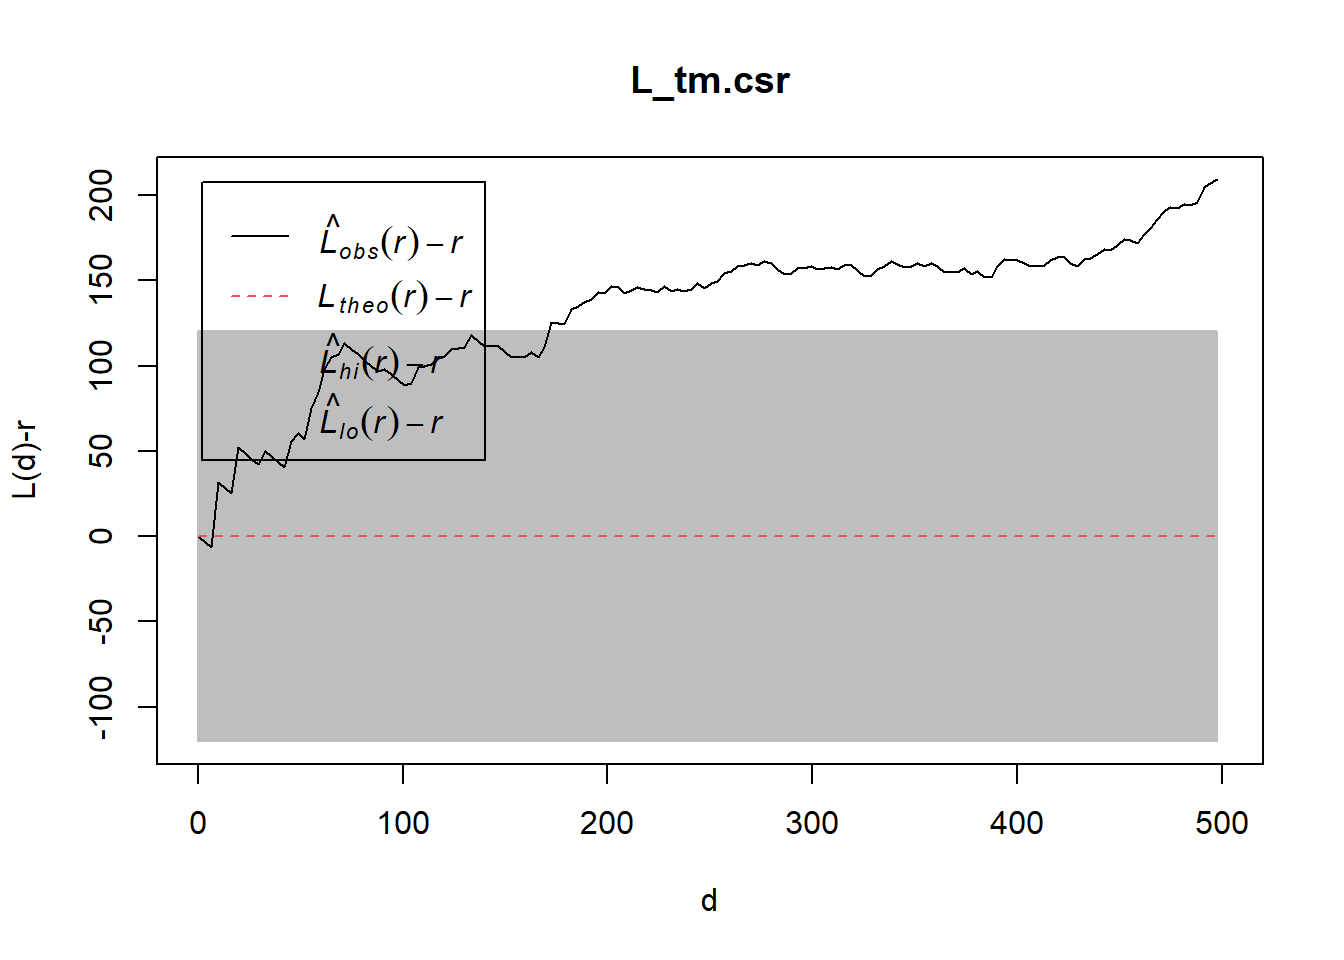 L_tm.csr
200
150
100
50
0
-50
-100
L(d)-r
L̂obs(r) − r
Ltheo(r) − r
L̂hi(r) − r
L̂lo(r) − r
0 100 200 300 400 500
d